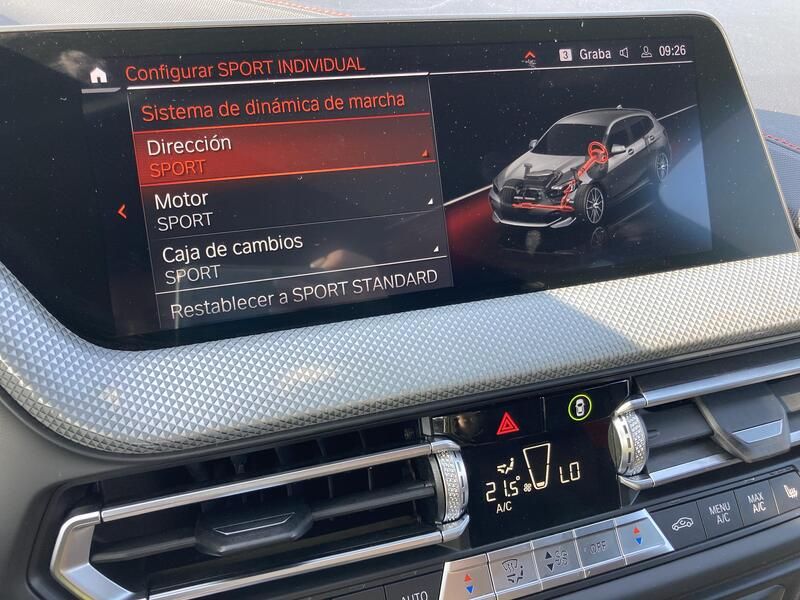 Configurar SPORT INDIVIDUAL
3 Graba 09:26
Sistema de dinámica de marcha
Dirección
SPORT
Motor
SPORT
Caja de cambios
SPORT
Restablecer a SPORT STANDARD
21.5° LO
A/C
AUTO
OFF
MENU
A/C
MAX
A/C